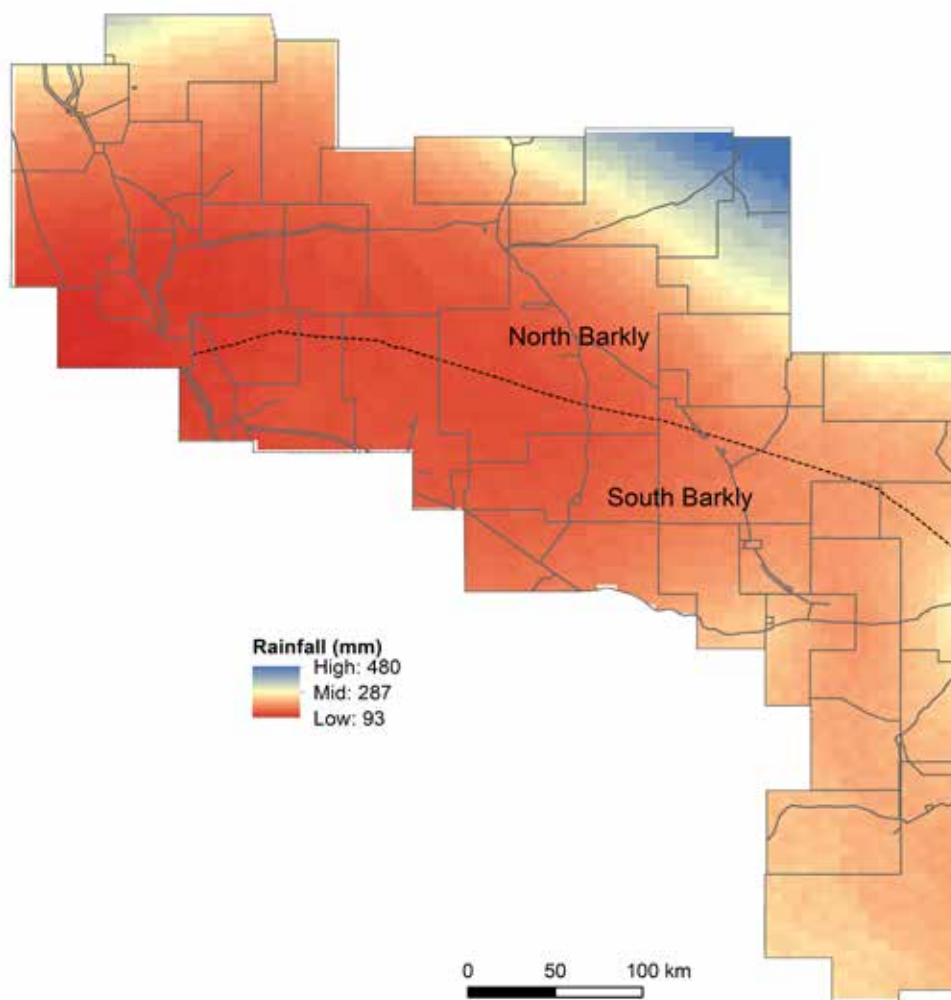 North Barkly
South Barkly
Rainfall (mm)
High: 480
Mid: 287
Low: 93
0 50 100 km